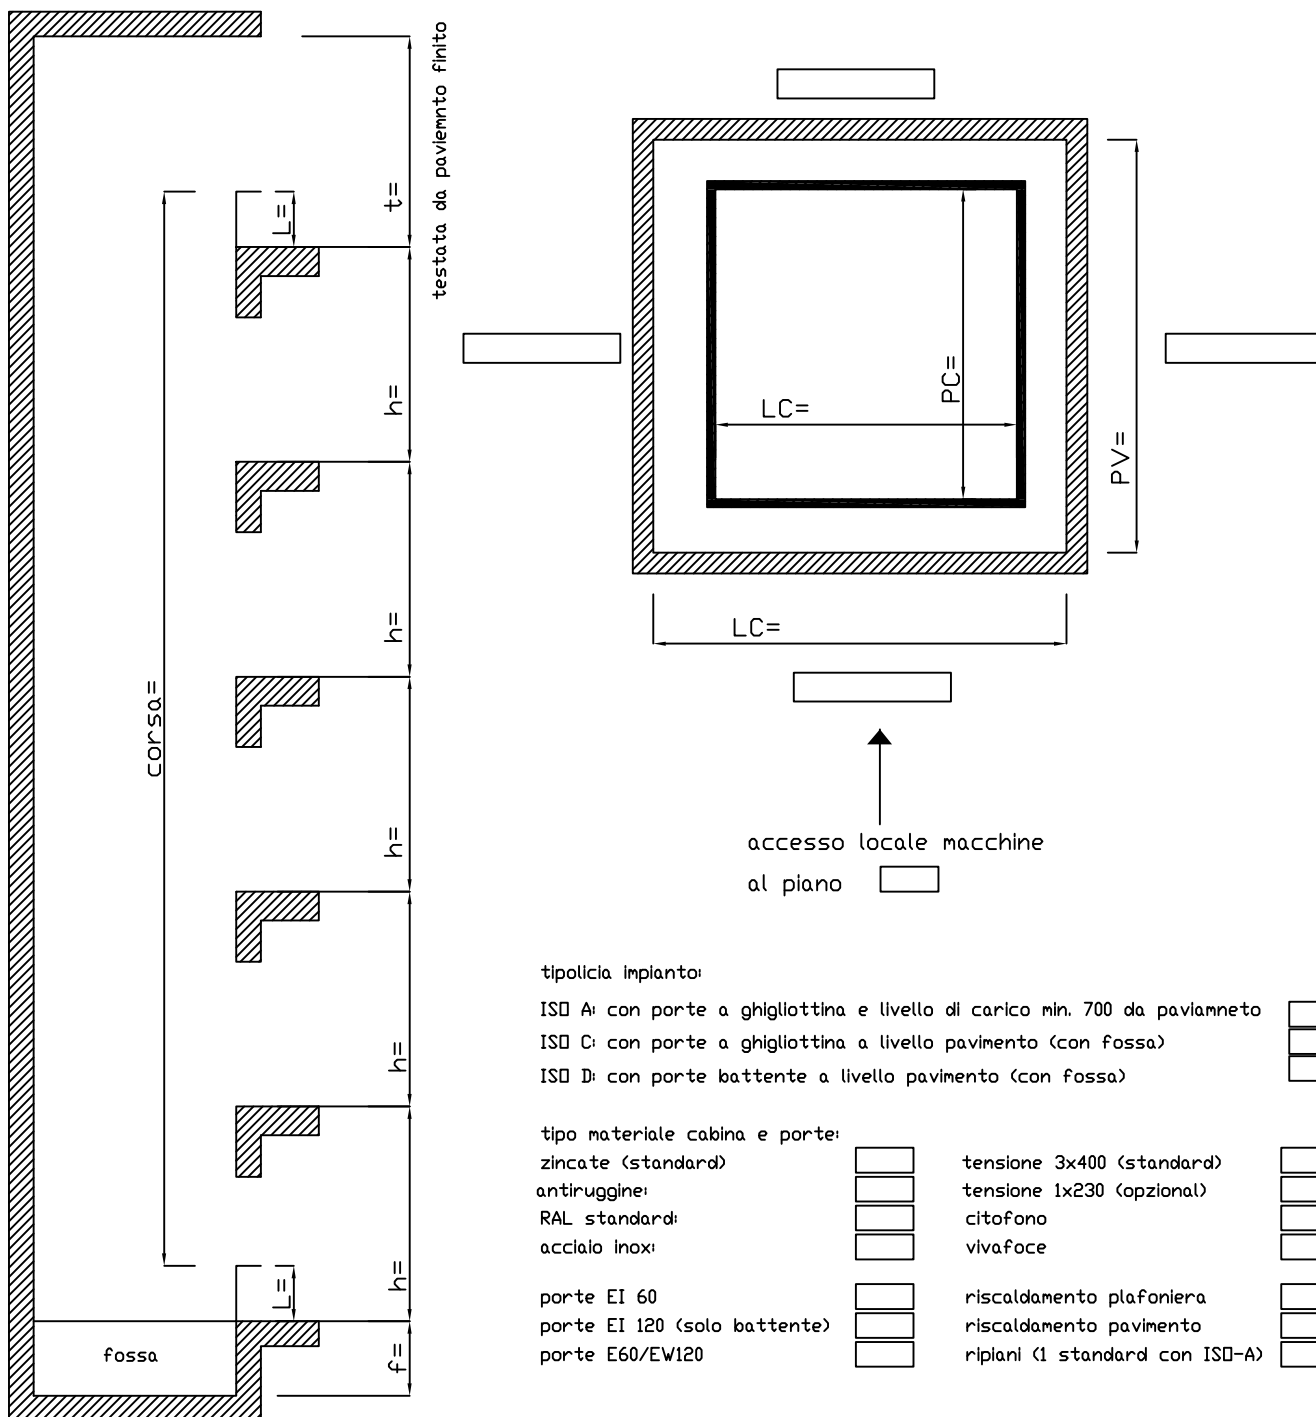 testata da paviemnto finito
t=
L=
h=
h=
h=
h=
h=
corsa=
L=
f=
fossa
PC=
LC=
PV=
LC=
accesso locale macchine
al piano
tipolicia impianto:
ISO A: con porte a ghigliottina e livello di carico min. 700 da paviamneto
ISO C: con porte a ghigliottina a livello pavimento (con fossa)
ISO D: con porte battente a livello pavimento (con fossa)
tipo materiale cabina e porte:
zincate (standard)
antiruggine:
RAL standard:
acciaio inox:
tensione 3x400 (standard)
tensione 1x230 (opzional)
citofono
vivafoce
porte EI 60
porte EI 120 (solo battente)
porte E60/EW120
riscaldamento plafoniera
riscaldamento pavimento
ripiani (1 standard con ISO-A)